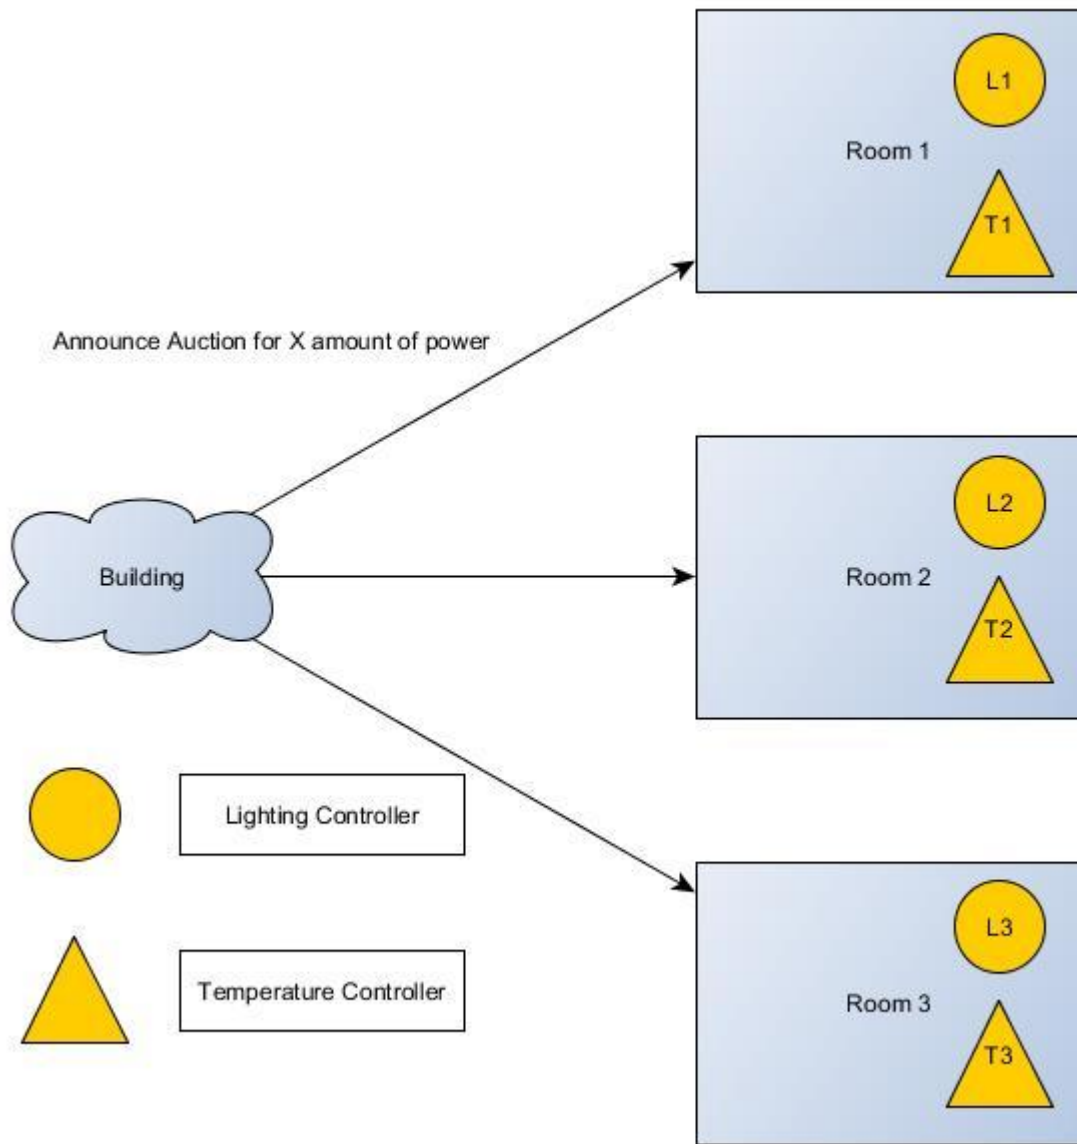 L1
Room 1
T1
Announce Auction for X amount of power
L2
Building
Room 2
T2
Lighting Controller
L3
Temperature Controller
Room 3
T3